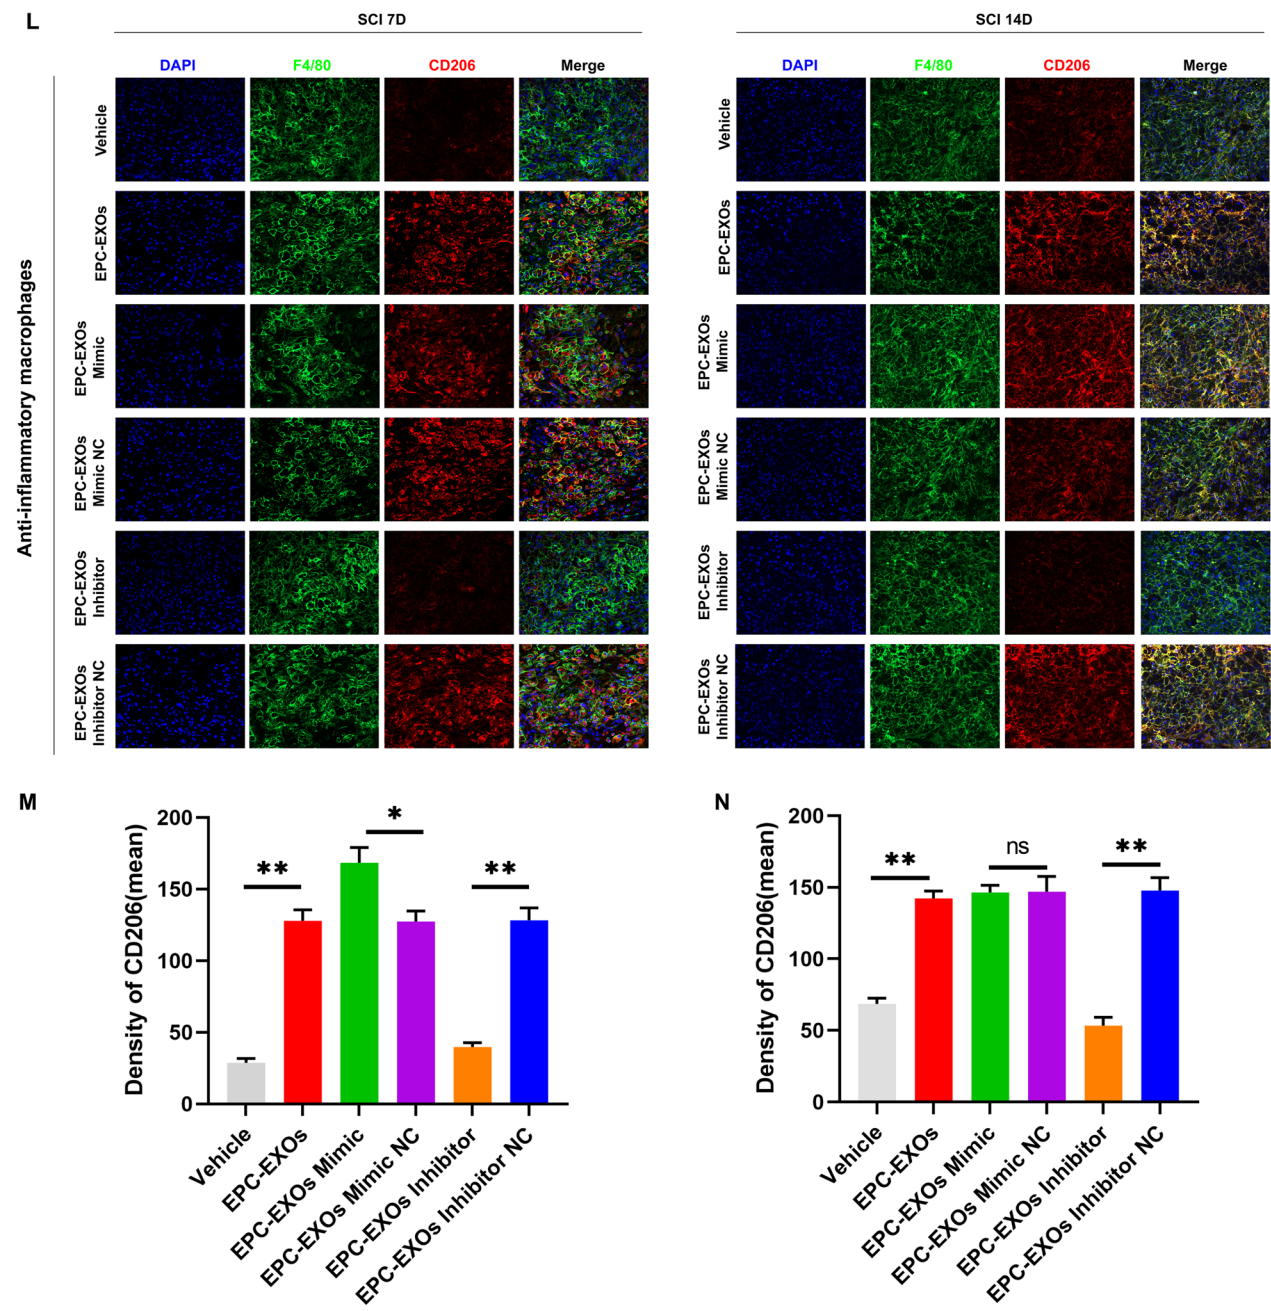 L
SCI 7D
SCI 14D
DAPI F4/80 CD206 Merge
DAPI F4/80 CD206 Merge
Anti-inflammatory macrophages
Vehicle
EPC-EXOs
EPC-EXOs
Mimic
EPC-EXOs
Mimic NC
EPC-EXOs
Inhibitor
EPC-EXOs
Inhibitor NC
Vehicle
EPC-EXOs
EPC-EXOs
Mimic
EPC-EXOs
Mimic NC
EPC-EXOs
Inhibitor
EPC-EXOs
Inhibitor NC
M
Density of CD206(mean)
200
150
100
50
0
**
*
**
Vehicle
EPC-EXOs
EPC-EXOs Mimic
EPC-EXOs Mimic NC
EPC-EXOs Inhibitor
EPC-EXOs Inhibitor NC
N
Density of CD206(mean)
200
150
100
50
0
**
ns
**
Vehicle
EPC-EXOs
EPC-EXOs Mimic
EPC-EXOs Mimic NC
EPC-EXOs Inhibitor
EPC-EXOs Inhibitor NC